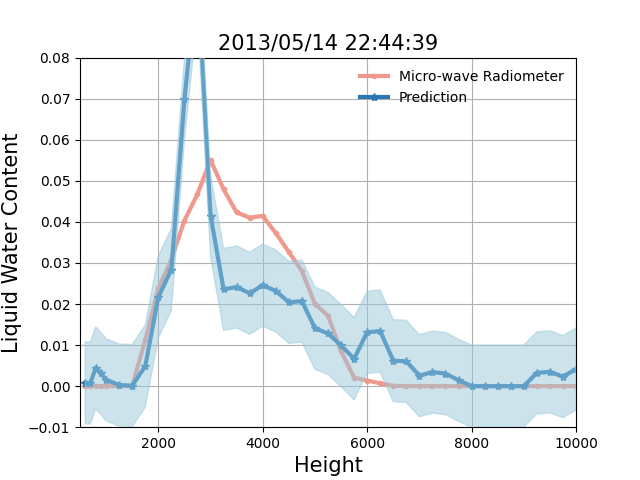 2013/05/14 22:44:39
Micro-wave Radiometer
Prediction
Liquid Water Content
0.08
0.07
0.06
0.05
0.04
0.03
0.02
0.01
0.00
−0.01
2000 4000 6000 8000 10000
Height